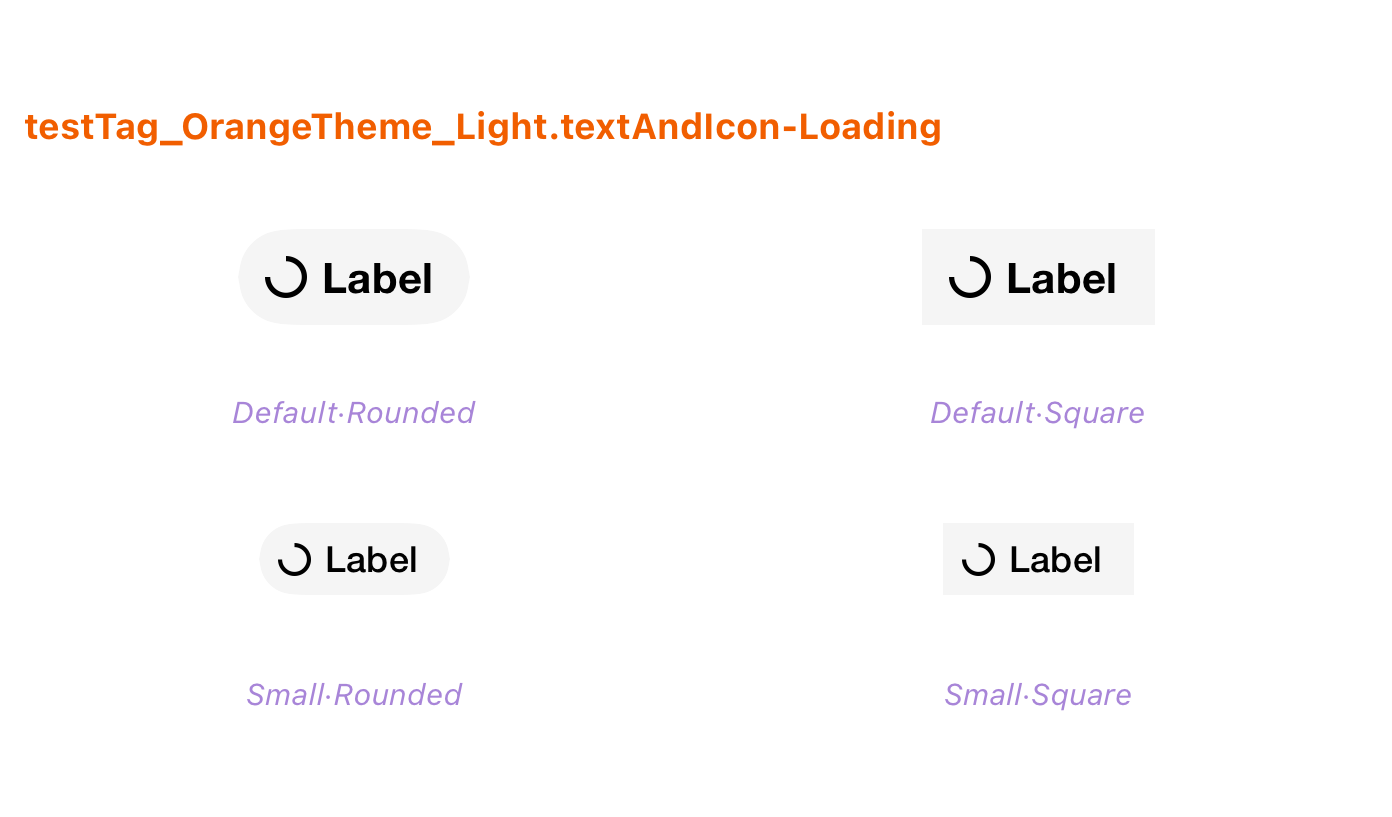 testTag_OrangeTheme_Light.textAndIcon-Loading
Label
Label
Default·Rounded
Default·Square
Label
Label
Small·Rounded
Small·Square